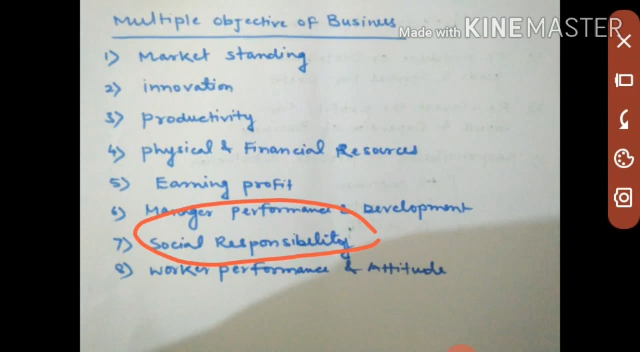 Multiple objective of Business
Made with KINEMASTER
1) Market standing
2) innovation
3) productivity
4) physical & Financial Resources
5) Earning profit
6) Manager performance & Development
7) Social Responsibility
8) worker performance & Attitude